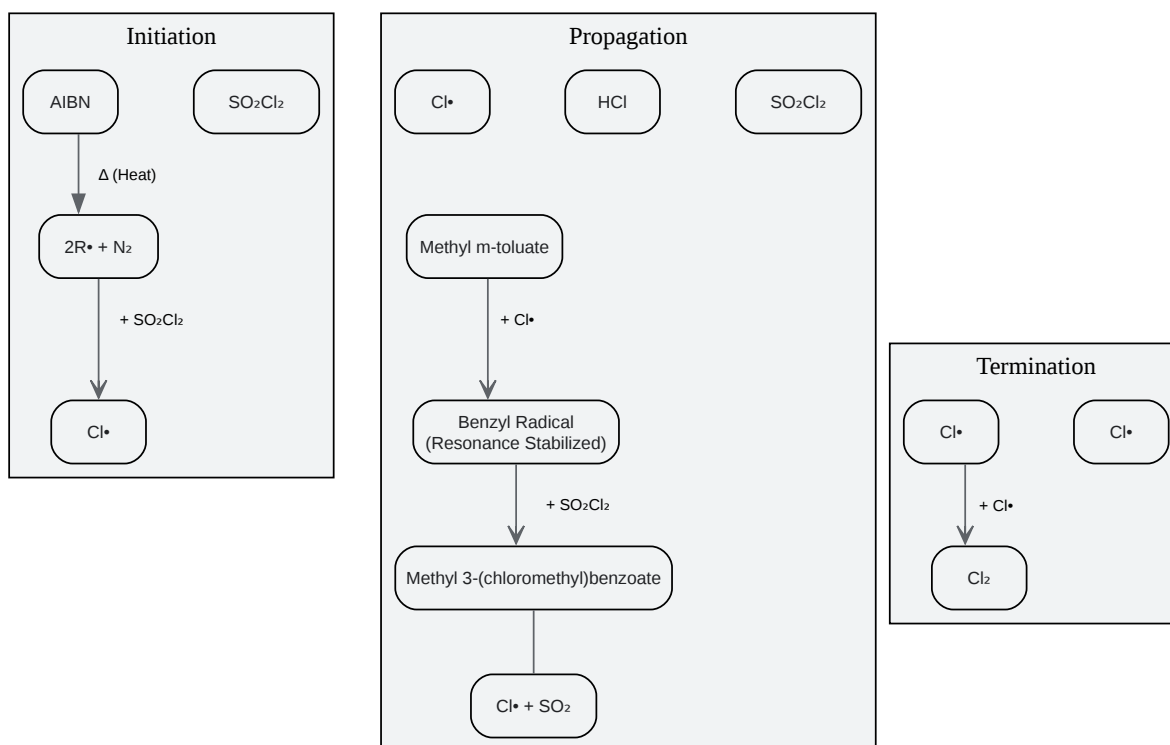 Initiation
AIBN
SO₂Cl₂
Δ (Heat)
2R• + N₂
+ SO₂Cl₂
Cl•
Propagation
Cl•
HCl
SO₂Cl₂
Methyl m-toluate
+ Cl•
Benzyl Radical
(Resonance Stabilized)
+ SO₂Cl₂
Methyl 3-(chloromethyl)benzoate
Cl• + SO₂
Termination
Cl•
Cl•
+ Cl•
Cl₂